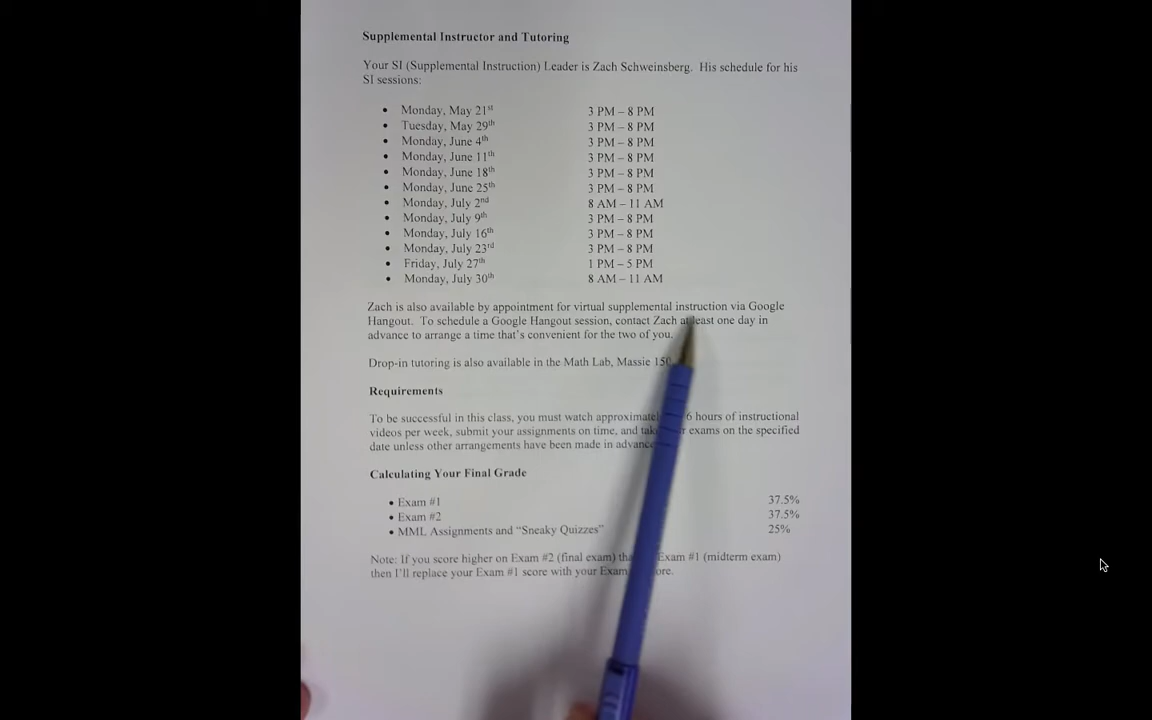 Supplemental Instructor and Tutoring
Your SI (Supplemental Instruction) Leader is Zach Schweinsberg. His schedule for his
SI sessions:
• Monday, May 21st 3 PM – 8 PM
• Tuesday, May 29th 3 PM – 8 PM
• Monday, June 4th 3 PM – 8 PM
• Monday, June 11th 3 PM – 8 PM
• Monday, June 18th 3 PM – 8 PM
• Monday, June 25th 3 PM – 8 PM
• Monday, July 2nd 8 AM – 11 AM
• Monday, July 9th 3 PM – 8 PM
• Monday, July 16th 3 PM – 8 PM
• Monday, July 23rd 3 PM – 8 PM
• Friday, July 27th 1 PM – 5 PM
• Monday, July 30th 8 AM – 11 AM
Zach is also available by appointment for virtual supplemental instruction via Google
Hangout. To schedule a Google Hangout session, contact Zach at least one day in
advance to arrange a time that's convenient for the two of you.
Drop-in tutoring is also available in the Math Lab, Massie 150
Requirements
To be successful in this class, you must watch 6 hours of instructional
videos per week, submit your assignments on time, and exams on the specified
date unless other arrangements have been made in advance
Calculating Your Final Grade
• Exam #1 37.5%
• Exam #2 37.5%
• MML Assignments and “Sneaky Quizzes” 25%
Note: If you score higher on Exam #2 (final exam) Exam #1 (midterm exam)
then I'll replace your Exam #1 score with your Exam